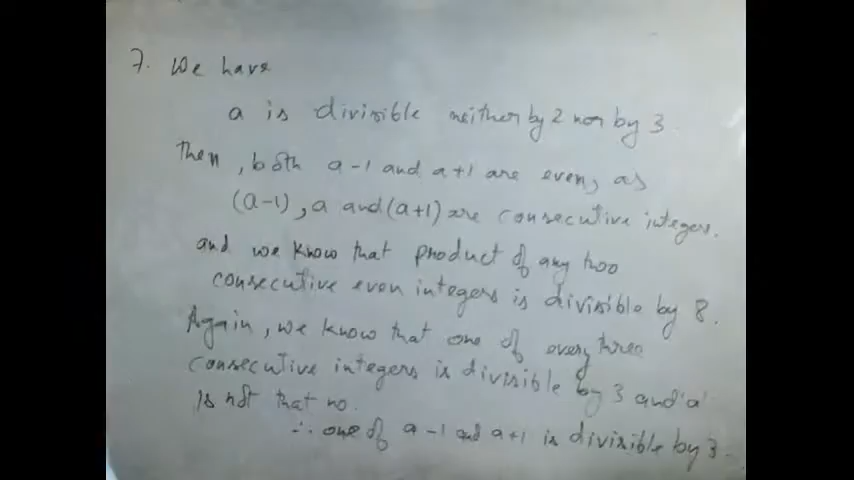 7. We have
a is divisible neither by 2 nor by 3.
Then, both a-1 and a+1 are even, as
(a-1), a and (a+1) are consecutive integers.
and we know that product of any two
consecutive even integers is divisible by 8.
Again, we know that one of every three
consecutive integers is divisible by 3 and 'a'
is not that no.
∴ one of a-1 and a+1 is divisible by 3.